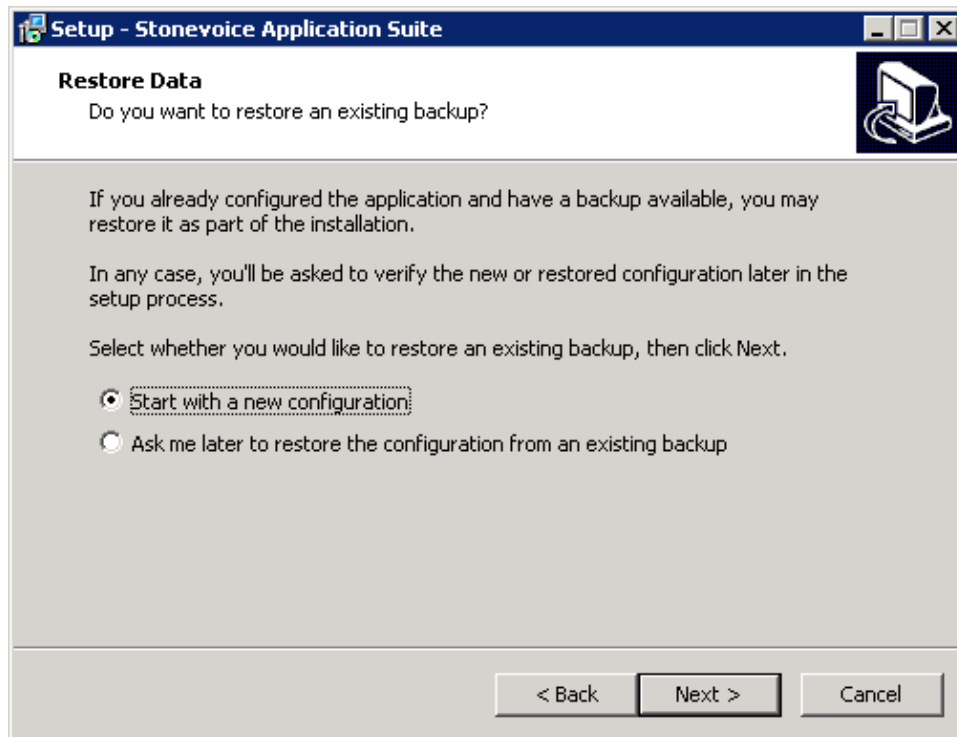 Setup - Stonevoice Application Suite
Restore Data
Do you want to restore an existing backup?
If you already configured the application and have a backup available, you may
restore it as part of the installation.
In any case, you'll be asked to verify the new or restored configuration later in the
setup process.
Select whether you would like to restore an existing backup, then click Next.
Start with a new configuration
Ask me later to restore the configuration from an existing backup
< Back
Next >
Cancel